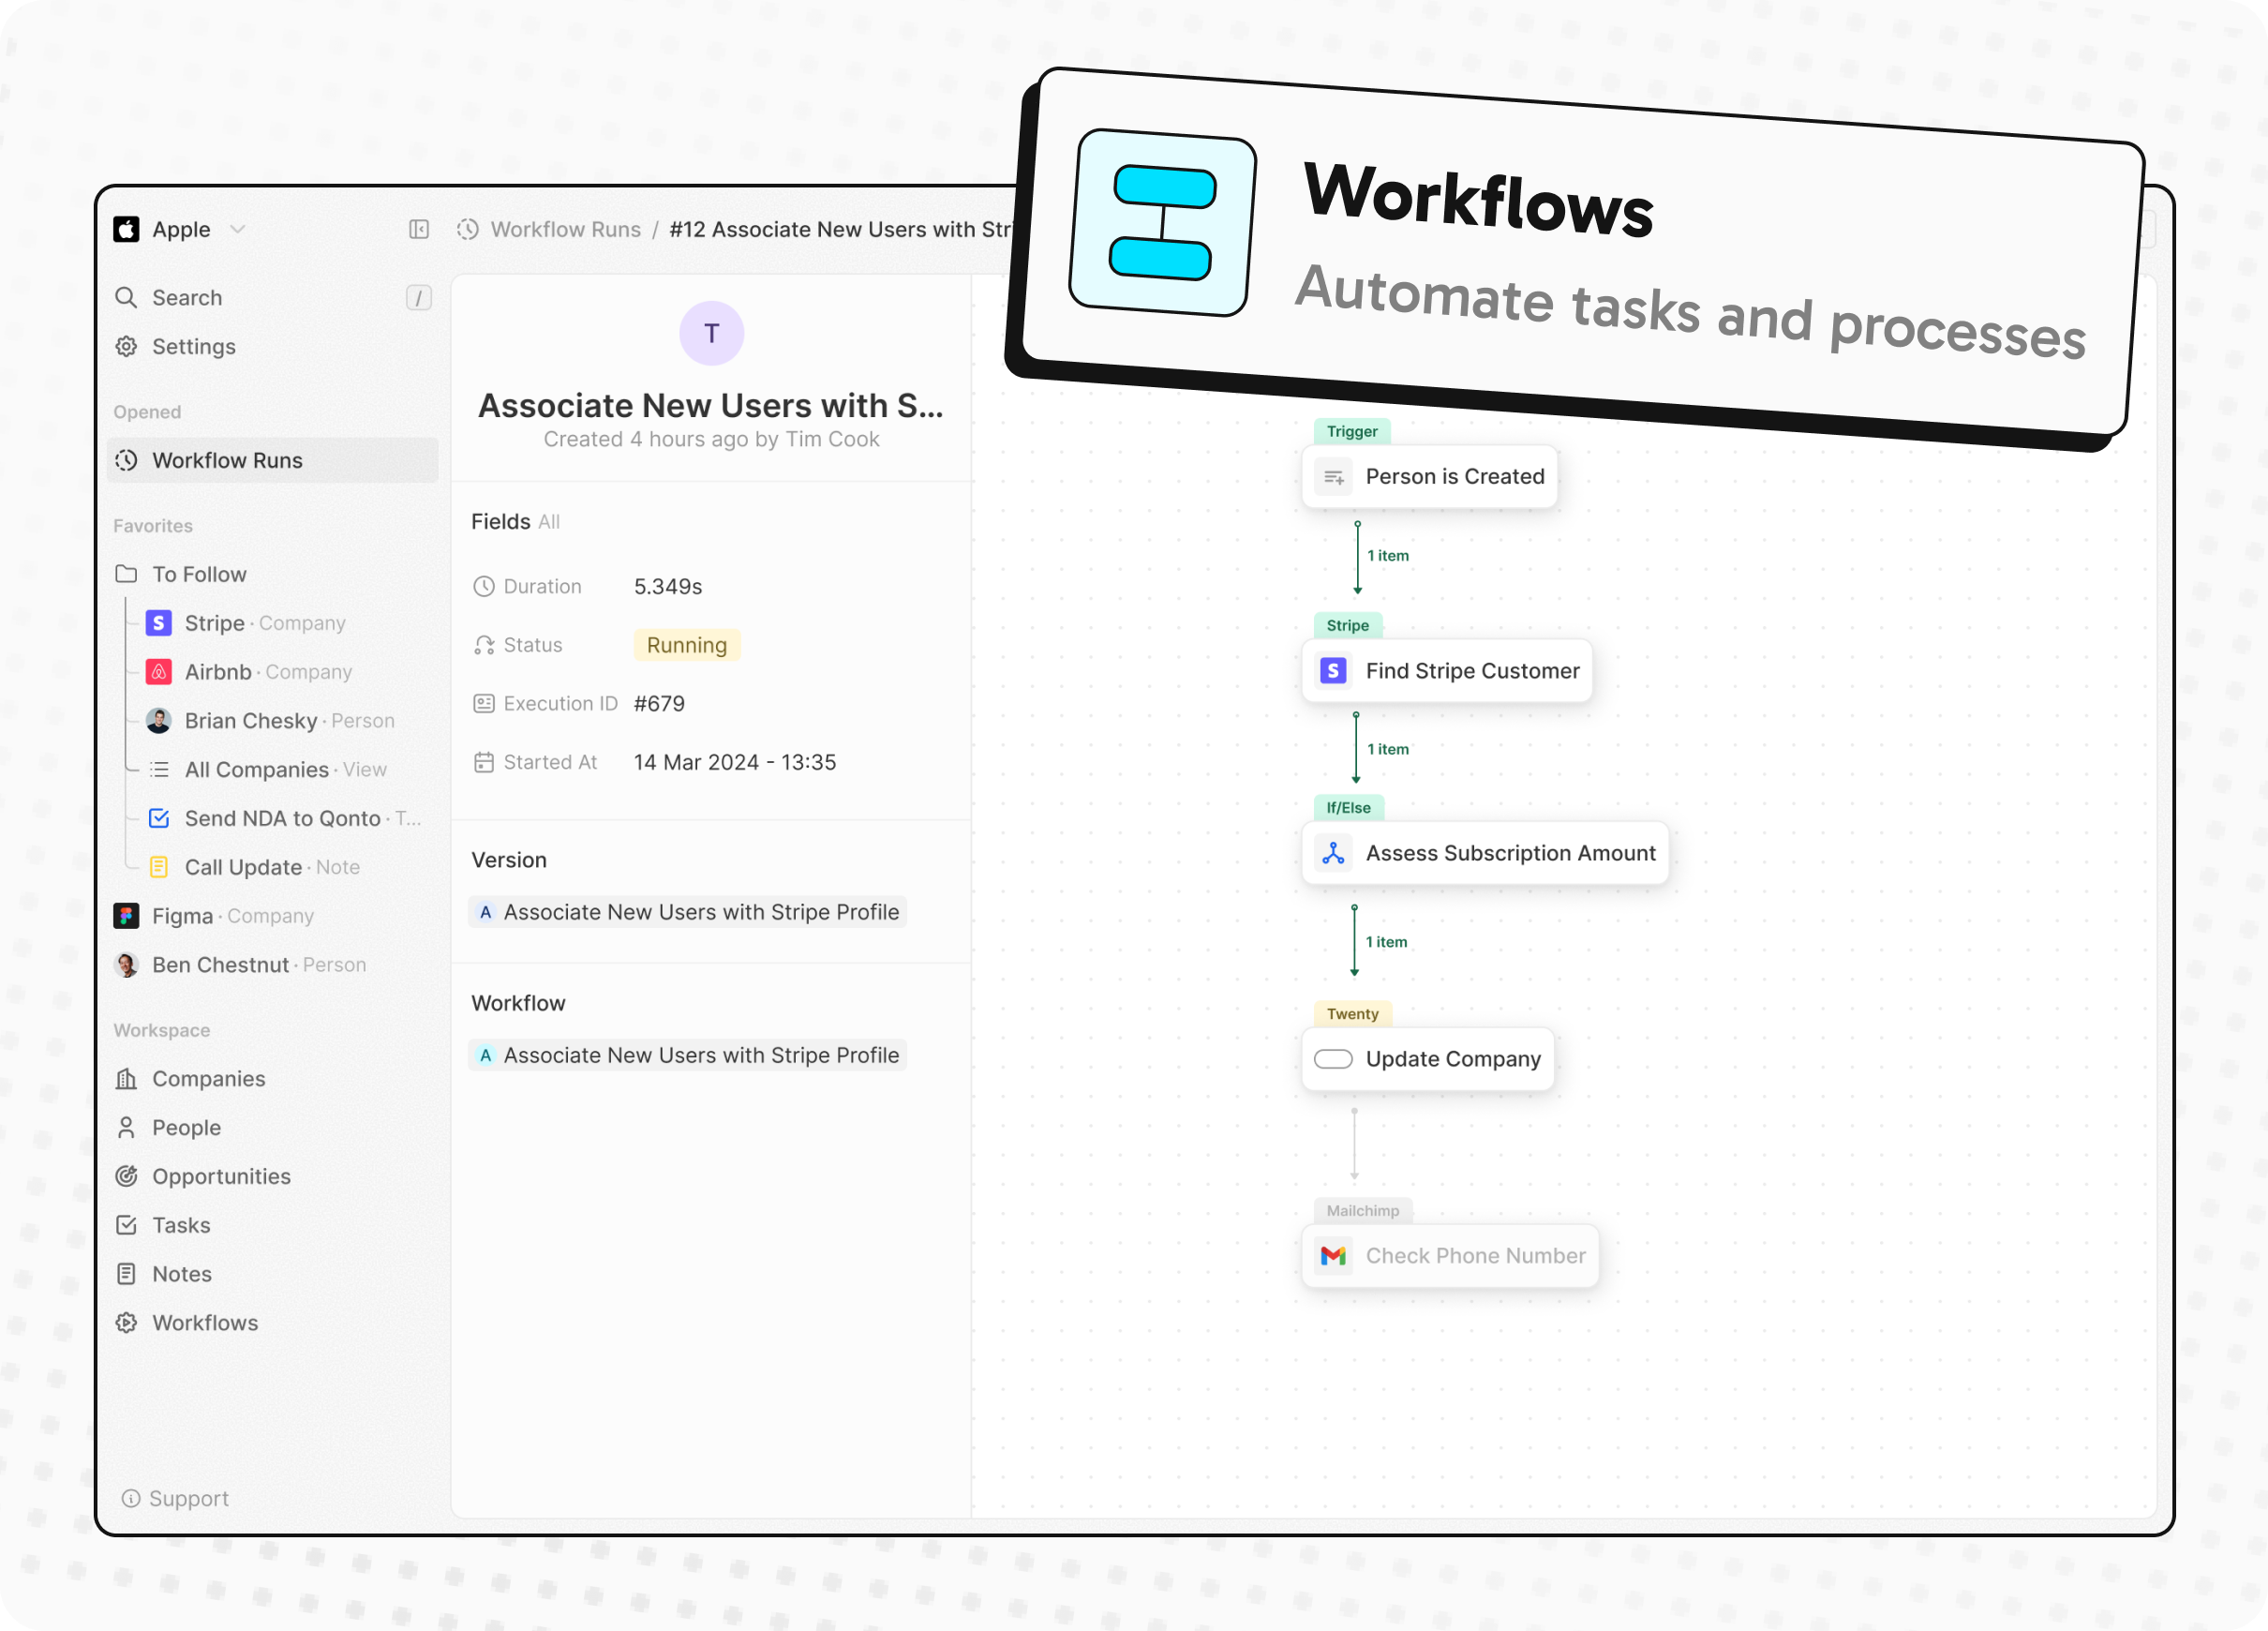 Workflows
Automate tasks and processes
Apple
Workflow Runs / #12 Associate New Users with Stri
Search /
Settings
Opened
Workflow Runs
Favorites
To Follow
Stripe · Company
Airbnb · Company
Brian Chesky · Person
All Companies · View
Send NDA to Qonto · T...
Call Update · Note
Figma · Company
Ben Chestnut · Person
Workspace
Companies
People
Opportunities
Tasks
Notes
Workflows
Support
T
Associate New Users with S...
Created 4 hours ago by Tim Cook
Fields All
Duration 5.349s
Status Running
Execution ID #679
Started At 14 Mar 2024 - 13:35
Version
A Associate New Users with Stripe Profile
Workflow
A Associate New Users with Stripe Profile
Trigger
Person is Created
1 item
Stripe
S Find Stripe Customer
1 item
If/Else
Assess Subscription Amount
1 item
Twenty
Update Company
Mailchimp
Check Phone Number